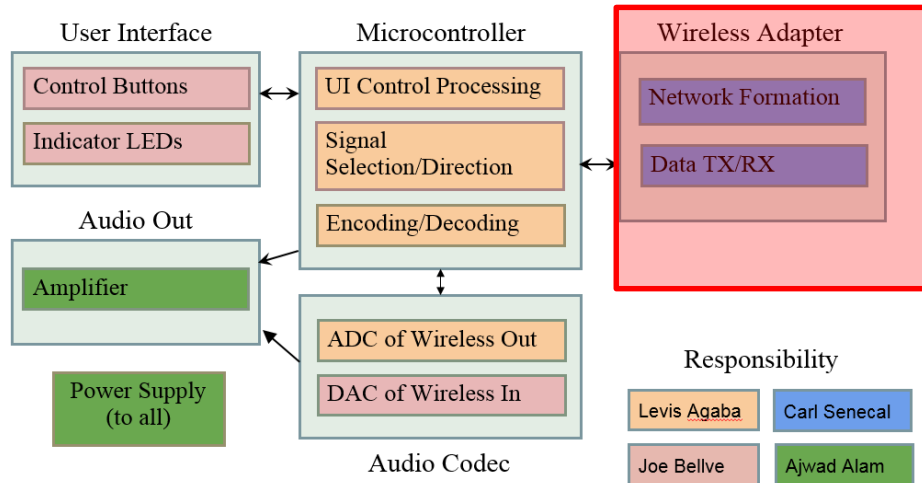 User Interface
Control Buttons
Indicator LEDs
Microcontroller
UI Control Processing
Signal
Selection/Direction
Encoding/Decoding
Wireless Adapter
Network Formation
Data TX/RX
Audio Out
Amplifier
Power Supply
(to all)
ADC of Wireless Out
DAC of Wireless In
Audio Codec
Responsibility
Levis Agaba
Carl Senecal
Joe Bellve
Ajwad Alam